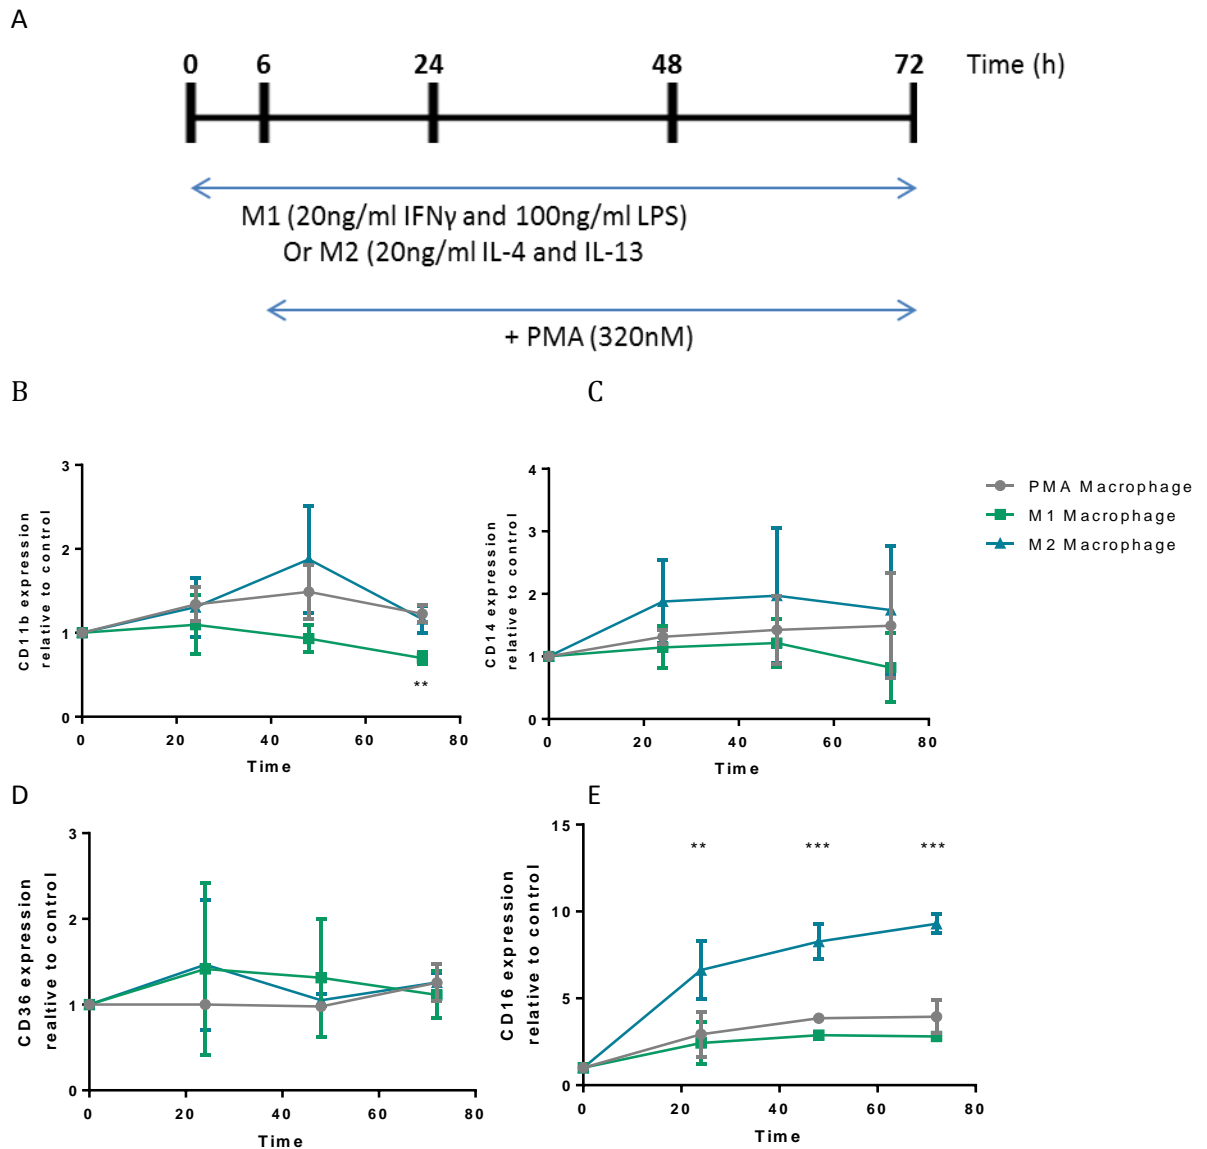 A
0 6 24 48 72 Time (h)
M1 (20ng/ml IFNγ and 100ng/ml LPS)
Or M2 (20ng/ml IL-4 and IL-13
+ PMA (320nM)
B
CD11b expression
relative to control
3
2
1
0
**
0 20 40 60 80
Time
C
CD14 expression
relative to control
4
3
2
1
0
0 20 40 60 80
Time
PMA Macrophage
M1 Macrophage
M2 Macrophage
D
CD36 expression
realtive to control
3
2
1
0
0 20 40 60 80
Time
E
CD16 expression
relative to control
15
10
5
0
** *** ***
0 20 40 60 80
Time